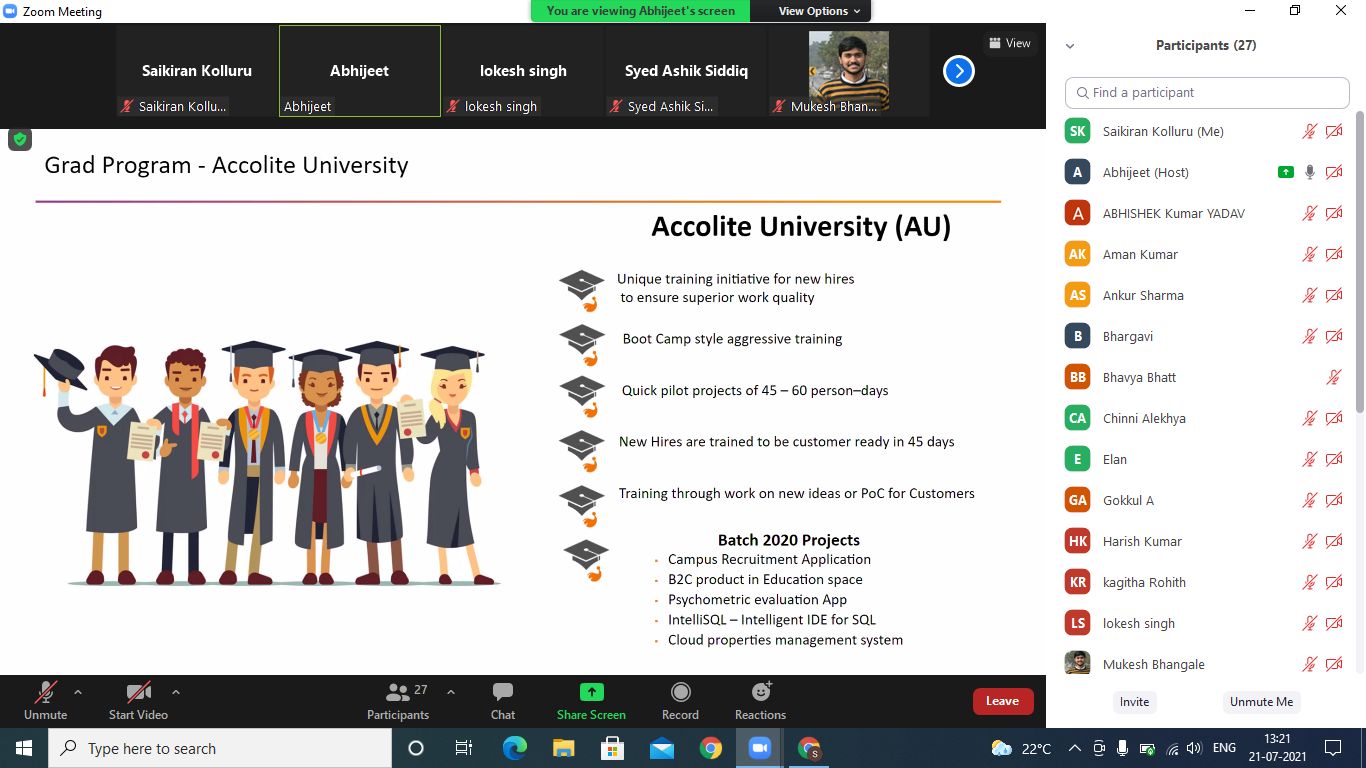 Zoom Meeting
You are viewing Abhijeet's screen
View Options
Saikiran Kolluru
Abhijeet
lokesh singh
Syed Ashik Siddiq
Saikiran Kollu...
Abhijeet
lokesh singh
Syed Ashik Si...
Mukesh Bhan...
View
Grad Program - Accolite University
Accolite University (AU)
Unique training initiative for new hires
to ensure superior work quality
Boot Camp style aggressive training
Quick pilot projects of 45 – 60 person–days
New Hires are trained to be customer ready in 45 days
Training through work on new ideas or PoC for Customers
Batch 2020 Projects
Campus Recruitment Application
B2C product in Education space
Psychometric evaluation App
IntelliSQL – Intelligent IDE for SQL
Cloud properties management system
Participants (27)
Find a participant
SK Saikiran Kolluru (Me)
A Abhijeet (Host)
A ABHISHEK Kumar YADAV
AK Aman Kumar
AS Ankur Sharma
B Bhargavi
BB Bhavya Bhatt
CA Chinni Alekhya
E Elan
GA Gokkul A
HK Harish Kumar
KR kagitha Rohith
LS lokesh singh
Mukesh Bhangale
Invite
Unmute Me
Unmute
Start Video
27
Participants
Chat
Share Screen
Record
Reactions
Leave
Type here to search
S
22°C
ENG
13:21
21-07-2021